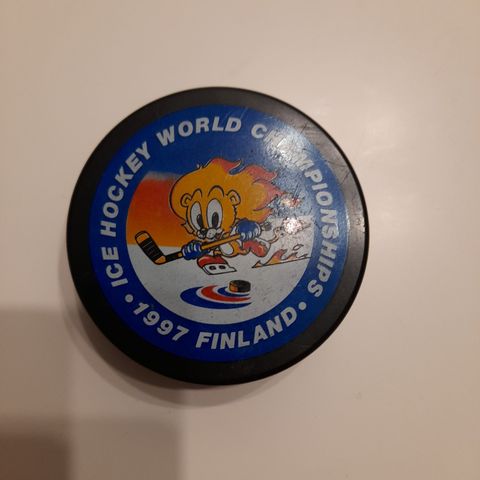 ICE HOCKEY WORLD CHAMPIONSHIPS
• 1997 FINLAND •